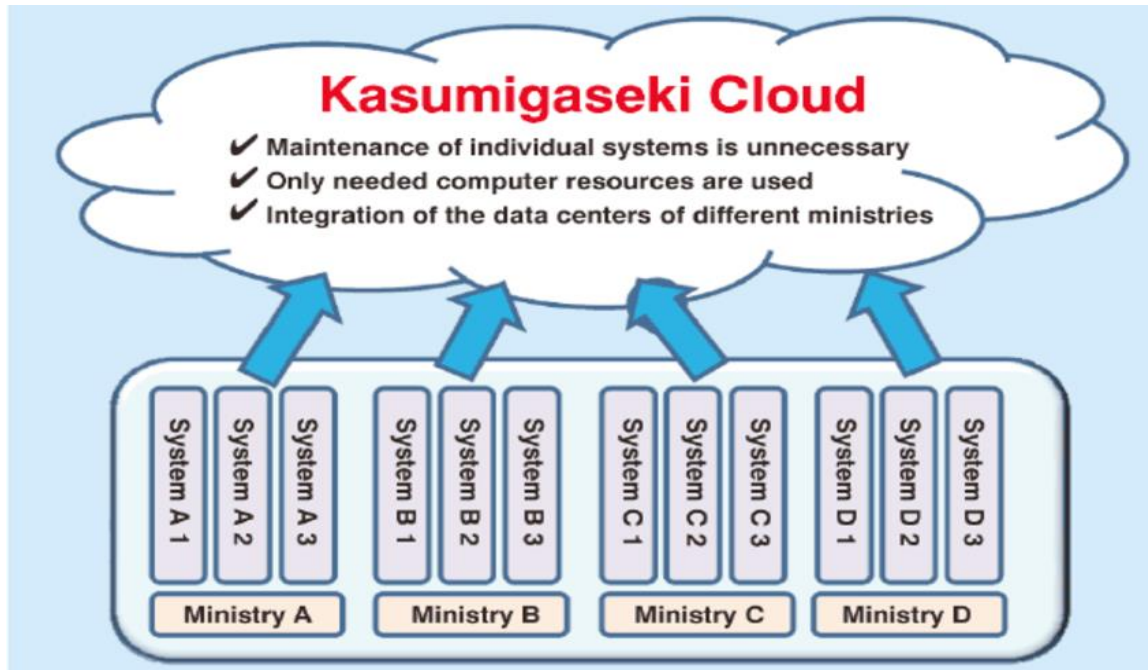 Kasumigaseki Cloud
✔ Maintenance of individual systems is unnecessary
✔ Only needed computer resources are used
✔ Integration of the data centers of different ministries
System A 1
System A 2
System A 3
System B 1
System B 2
System B 3
System C 1
System C 2
System C 3
System D 1
System D 2
System D 3
Ministry A
Ministry B
Ministry C
Ministry D